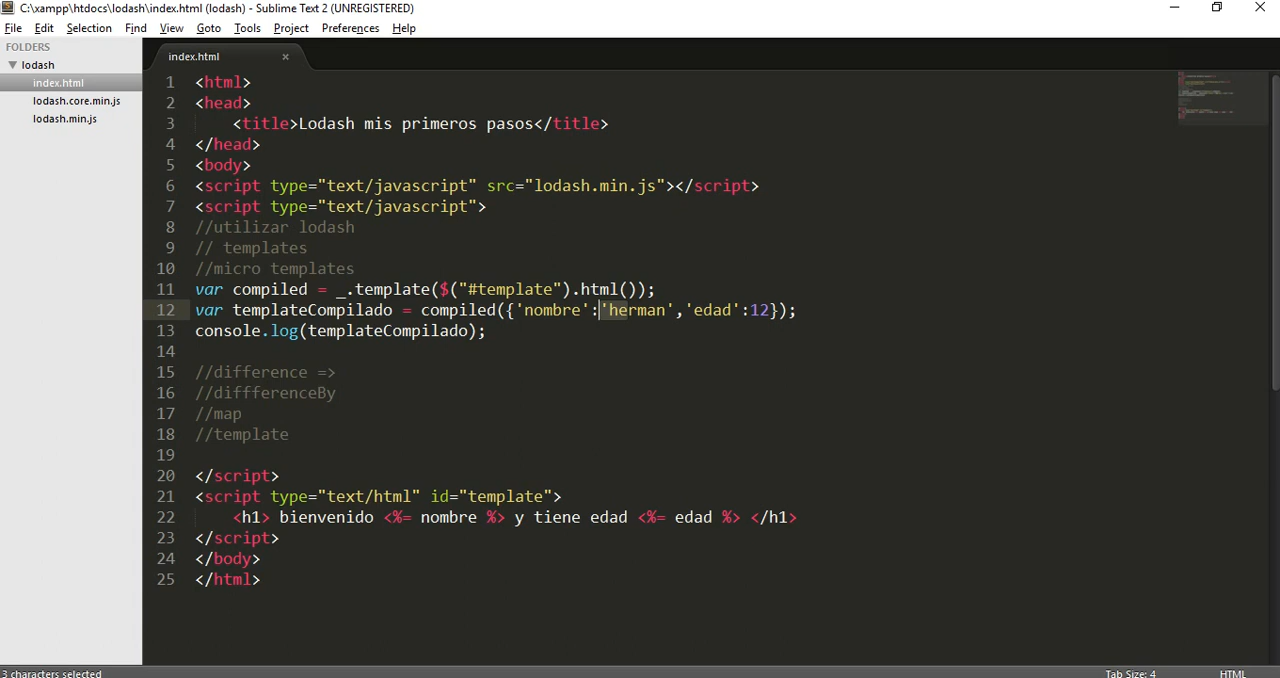 C:\xampp\htdocs\lodash\index.html (lodash) - Sublime Text 2 (UNREGISTERED)
File Edit Selection Find View Goto Tools Project Preferences Help
FOLDERS
lodash
index.html
lodash.core.min.js
lodash.min.js
index.html
1 <html>
2 <head>
3     <title>Lodash mis primeros pasos</title>
4 </head>
5 <body>
6 <script type="text/javascript" src="lodash.min.js"></script>
7 <script type="text/javascript">
8 //utilizar lodash
9 // templates
10 //micro templates
11 var compiled = _.template($("#template").html());
12 var templateCompilado = compiled({'nombre':'herman','edad':12});
13 console.log(templateCompilado);
14
15 //difference =>
16 //diffferenceBy
17 //map
18 //template
19
20 </script>
21 <script type="text/html" id="template">
22     <h1> bienvenido <%= nombre %> y tiene edad <%= edad %> </h1>
23 </script>
24 </body>
25 </html>
3 characters selected
Tab Size: 4
HTML